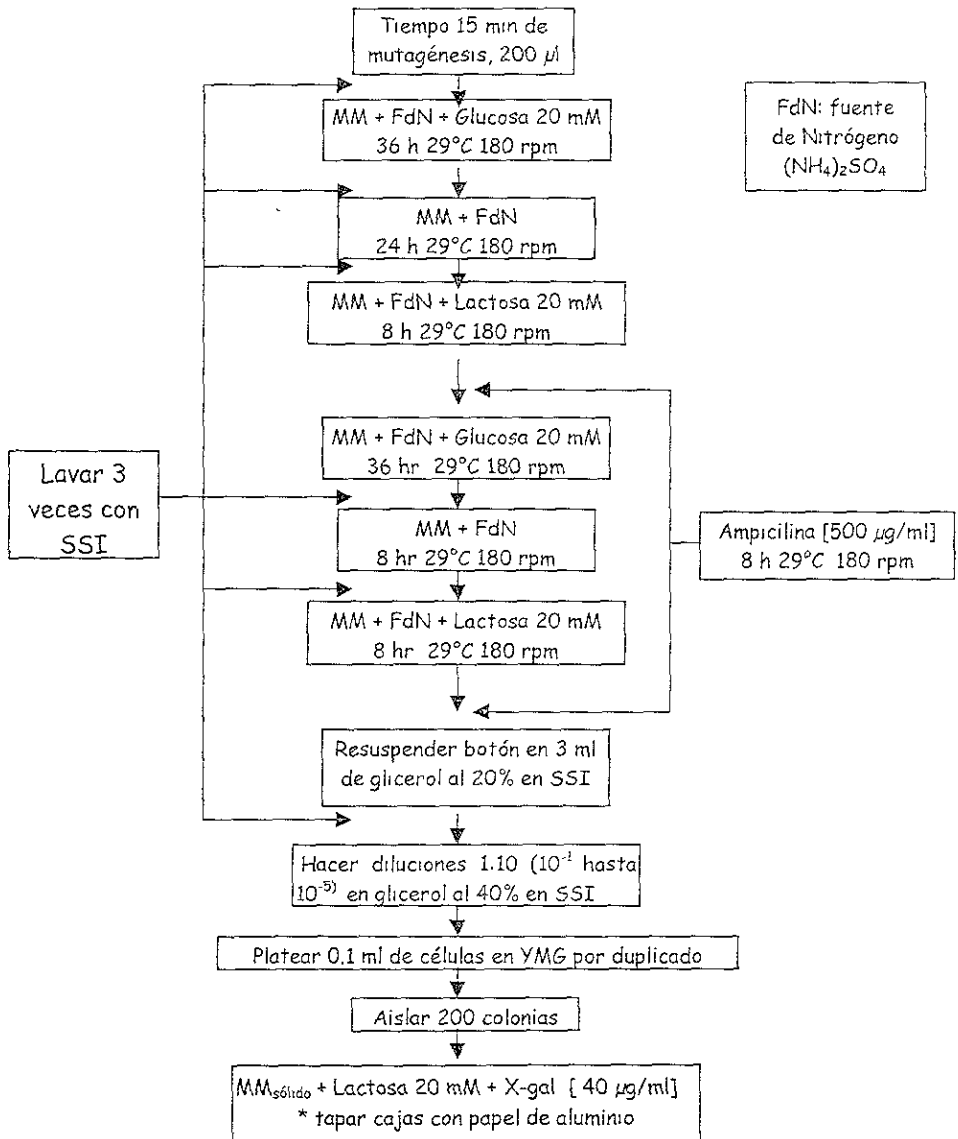 Tiempo 15 min de
mutagénesis, 200 µl
MM + FdN + Glucosa 20 mM
36 h 29°C 180 rpm
FdN: fuente
de Nitrógeno
(NH₄)₂SO₄
MM + FdN
24 h 29°C 180 rpm
MM + FdN + Lactosa 20 mM
8 h 29°C 180 rpm
MM + FdN + Glucosa 20 mM
36 hr 29°C 180 rpm
Lavar 3
veces con
SSI
MM + FdN
8 hr 29°C 180 rpm
Ampicilina [500 µg/ml]
8 h 29°C 180 rpm
MM + FdN + Lactosa 20 mM
8 hr 29°C 180 rpm
Resuspender botón en 3 ml
de glicerol al 20% en SSI
Hacer diluciones 1.10 (10⁻¹ hasta
10⁻⁵) en glicerol al 40% en SSI
Platear 0.1 ml de células en YMG por duplicado
Aislar 200 colonias
MMsólido + Lactosa 20 mM + X-gal [ 40 µg/ml]
* tapar cajas con papel de aluminio